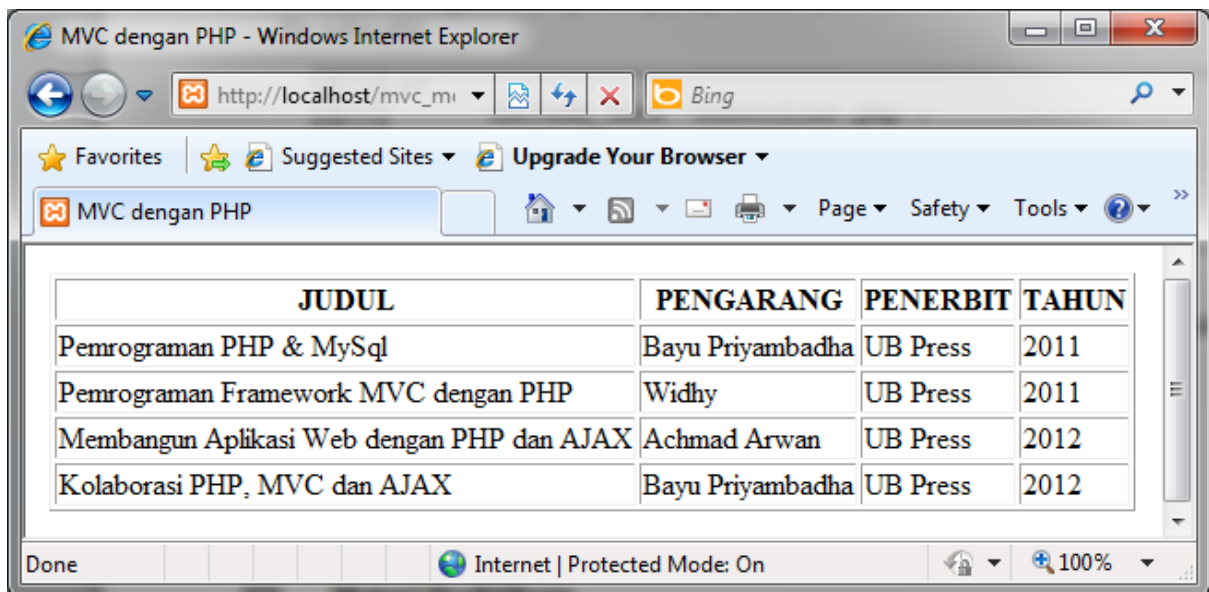 MVC dengan PHP - Windows Internet Explorer
http://localhost/mvc_m
Bing
Favorites Suggested Sites Upgrade Your Browser
MVC dengan PHP Page Safety Tools
JUDUL PENGARANG PENERBIT TAHUN
Pemrograman PHP & MySql Bayu Priyambadha UB Press 2011
Pemrograman Framework MVC dengan PHP Widhy UB Press 2011
Membangun Aplikasi Web dengan PHP dan AJAX Achmad Arwan UB Press 2012
Kolaborasi PHP, MVC dan AJAX Bayu Priyambadha UB Press 2012
Done Internet | Protected Mode: On 100%